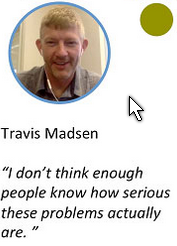 Travis Madsen
“I don’t think enough
people know how serious
these problems actually
are. ”